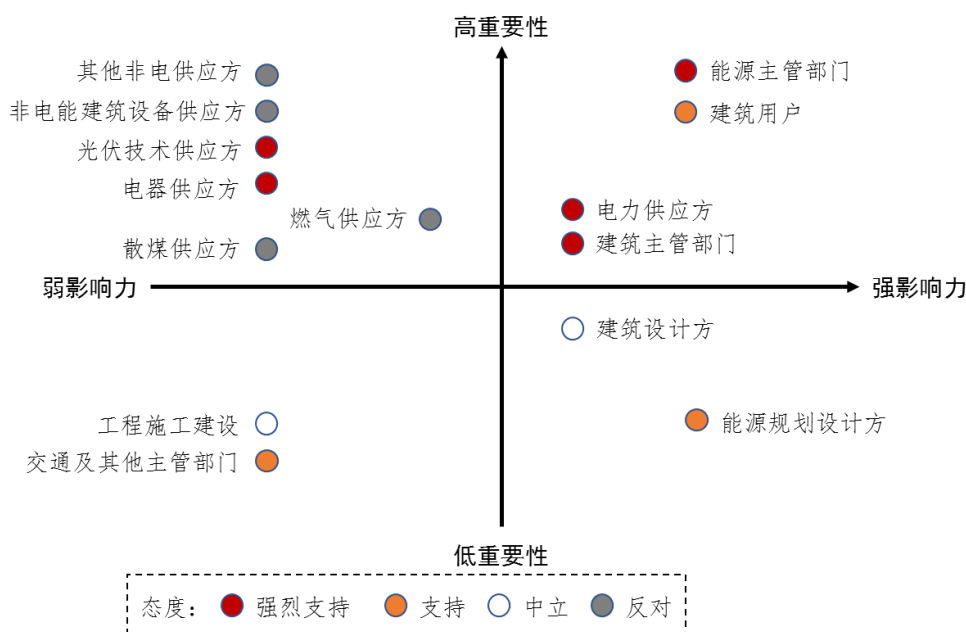 高重要性
其他非电供应方
能源主管部门
非电能建筑设备供应方
建筑用户
光伏技术供应方
电器供应方
燃气供应方
电力供应方
散煤供应方
建筑主管部门
弱影响力
强影响力
建筑设计方
工程施工建设
能源规划设计方
交通及其他主管部门
低重要性
态度： 强烈支持 支持 中立 反对